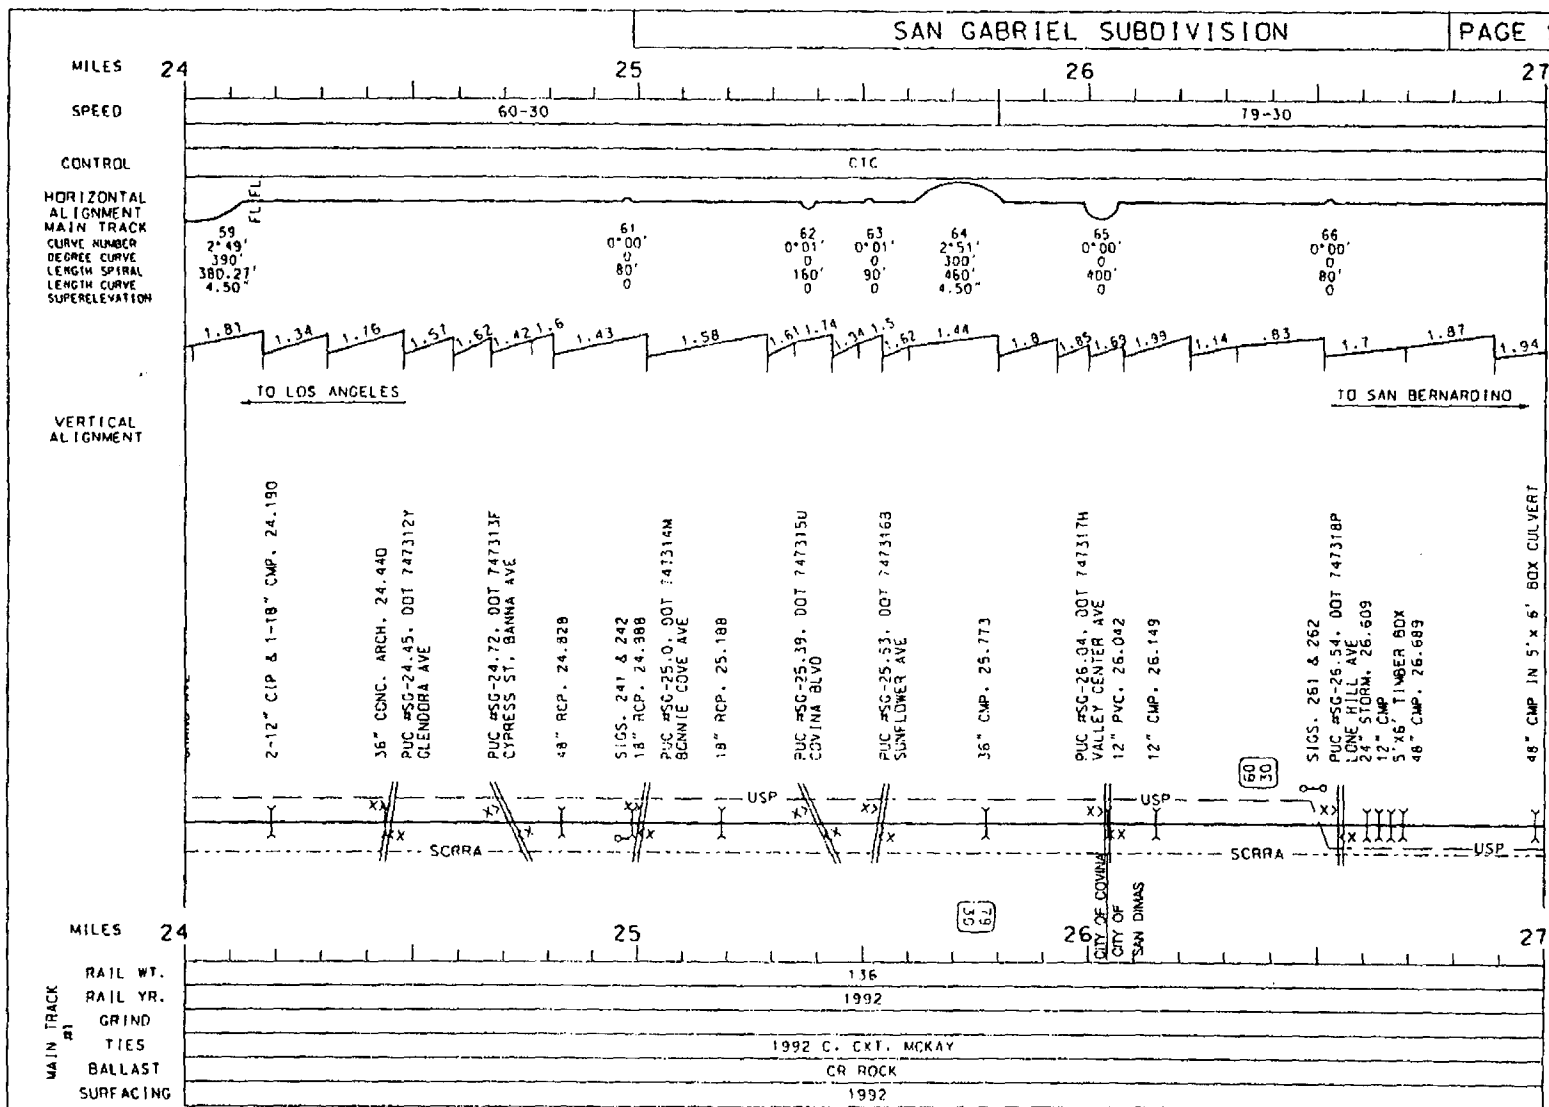 SAN GABRIEL SUBDIVISION
PAGE
MILES 24 25 26 27
SPEED 60-30 79-30
CONTROL CTC
HORIZONTAL
ALIGNMENT
MAIN TRACK
FL FL
CURVE NUMBER 59 61 62 63 64 65 66
DEGREE CURVE 2°49' 0°00' 0°01' 0°01' 2°51' 0°00' 0°00'
LENGTH SPIRAL 390' 0 0 0 300' 0 0
LENGTH CURVE 380.27' 80' 160' 90' 460' 400' 80'
SUPERELEVATION 4.50" 0 0 0 4.50" 0 0
1.81 1.34 1.16 1.57 1.62 1.42 1.6 1.43 1.58 1.61 1.74 1.34 1.5 1.62 1.44 1.8 1.85 1.69 1.99 1.14 .83 1.7 1.87 1.94
TO LOS ANGELES
TO SAN BERNARDINO
VERTICAL
ALIGNMENT
2-12" CIP & 1-18" CMP. 24.190
36" CONC. ARCH. 24.440
PUC #SG-24.45. DOT 747312Y
GLENDORA AVE
PUC #SG-24.72. DOT 747313F
CYPRESS ST. BANNA AVE
48" RCP. 24.828
SIGS. 241 & 242
18" RCP. 24.988
PUC #SG-25.0. DOT 747314M
BONNIE COVE AVE
18" RCP. 25.188
PUC #SG-25.39. DOT 747315U
COVINA BLVD
PUC #SG-25.53. DOT 747316B
SUNFLOWER AVE
36" CMP. 25.773
PUC #SG-26.04. DOT 747317H
VALLEY CENTER AVE
12" PVC. 26.042
12" CMP. 26.149
SIGS. 261 & 262
PUC #SG-26.54. DOT 747318P
LONE HILL AVE
24" STORM. 26.609
12" CMP
5'X6' TIMBER BOX
48" CMP. 26.689
48" CMP IN 5'x 6' BOX CULVERT
60
30
USP USP
SCRRA SCRRA USP
79
30
CITY OF COVINA
CITY OF
SAN DIMAS
MILES 24 25 26 27
MAIN TRACK
#1
RAIL WT. 136
RAIL YR. 1992
GRIND
TIES 1992 C. CXT. MCKAY
BALLAST CR ROCK
SURFACING 1992